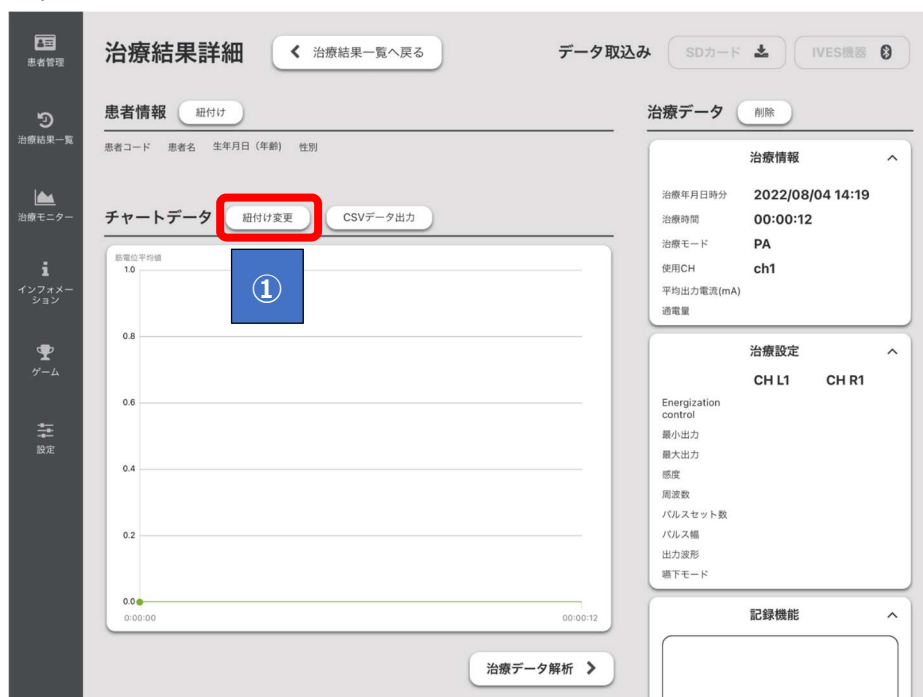 患者管理
治療結果一覧
治療モニター
インフォメー
ション
ゲーム
設定
治療結果詳細
治療結果一覧へ戻る
データ取込み
SDカード
IVES機器
患者情報
紐付け
患者コード 患者名 生年月日（年齢） 性別
チャートデータ
紐付け変更
CSVデータ出力
①
筋電位平均値
1.0
0.8
0.6
0.4
0.2
0.0
0:00:00
00:00:12
治療データ解析
治療データ
削除
治療情報
治療年月日時分 2022/08/04 14:19
治療時間 00:00:12
治療モード PA
使用CH ch1
平均出力電流(mA)
通電量
治療設定
CH L1 CH R1
Energization
control
最小出力
最大出力
感度
周波数
パルスセット数
パルス幅
出力波形
嚥下モード
記録機能